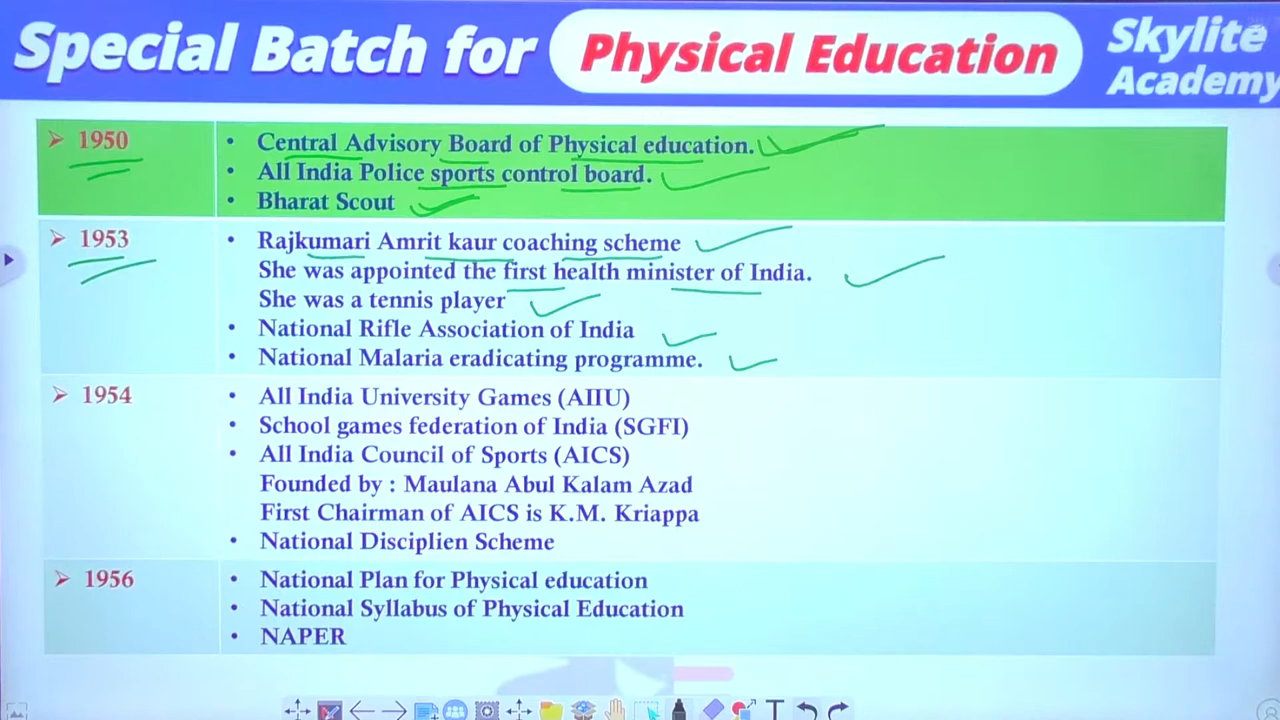 Special Batch for Physical Education
Skylite
Academy
➢ 1950
• Central Advisory Board of Physical education.
• All India Police sports control board.
• Bharat Scout
➢ 1953
• Rajkumari Amrit kaur coaching scheme
She was appointed the first health minister of India.
She was a tennis player
• National Rifle Association of India
• National Malaria eradicating programme.
➢ 1954
• All India University Games (AIIU)
• School games federation of India (SGFI)
• All India Council of Sports (AICS)
Founded by : Maulana Abul Kalam Azad
First Chairman of AICS is K.M. Kriappa
• National Disciplien Scheme
➢ 1956
• National Plan for Physical education
• National Syllabus of Physical Education
• NAPER